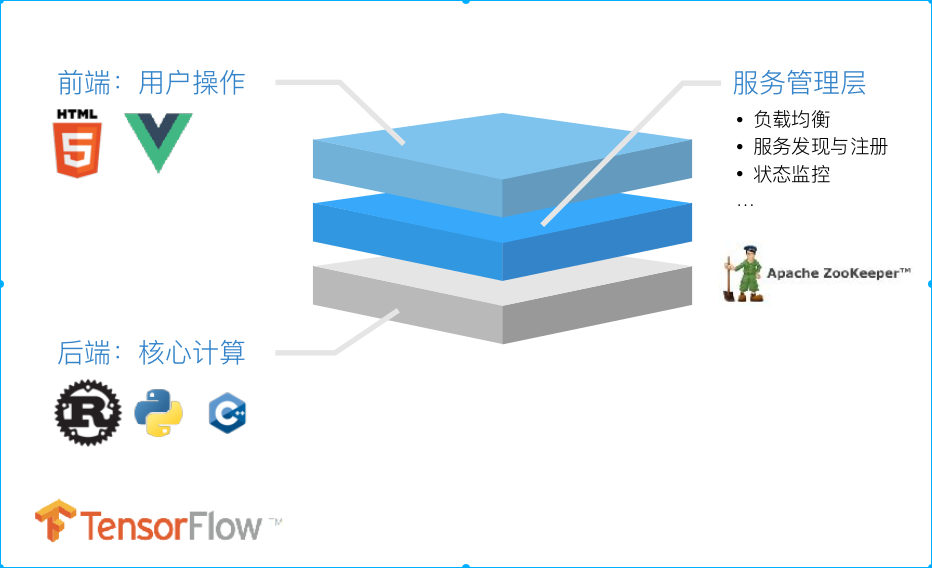 前端：用户操作
HTML
5
服务管理层
• 负载均衡
• 服务发现与注册
• 状态监控
...
Apache ZooKeeper™
后端：核心计算
R
C++
TensorFlow™